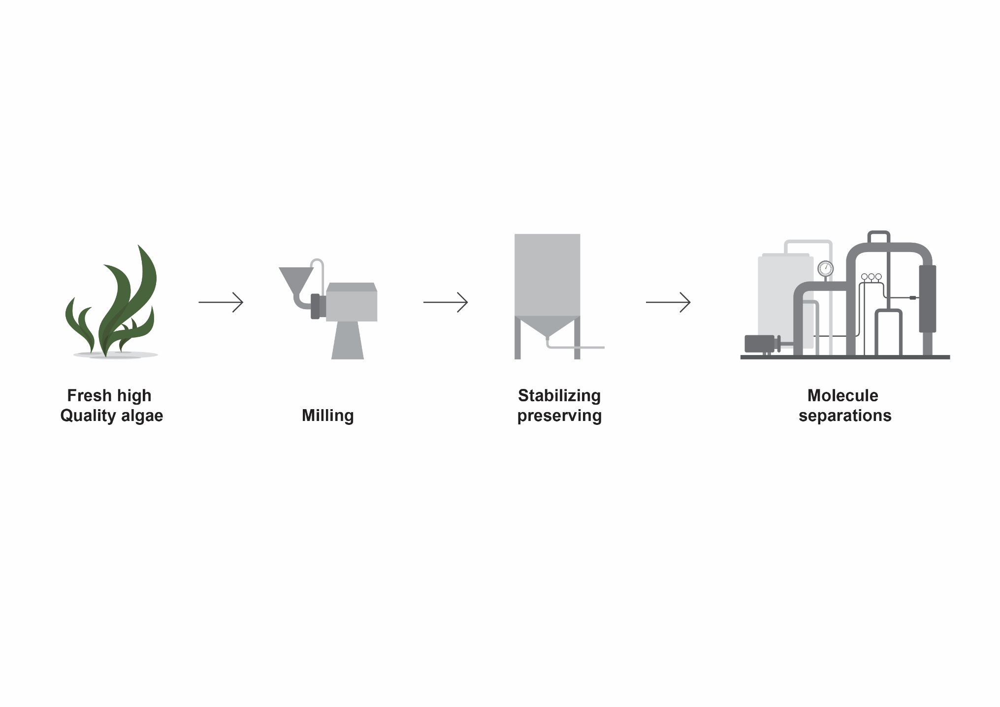 Fresh high
Quality algae
Milling
Stabilizing
preserving
Molecule
separations